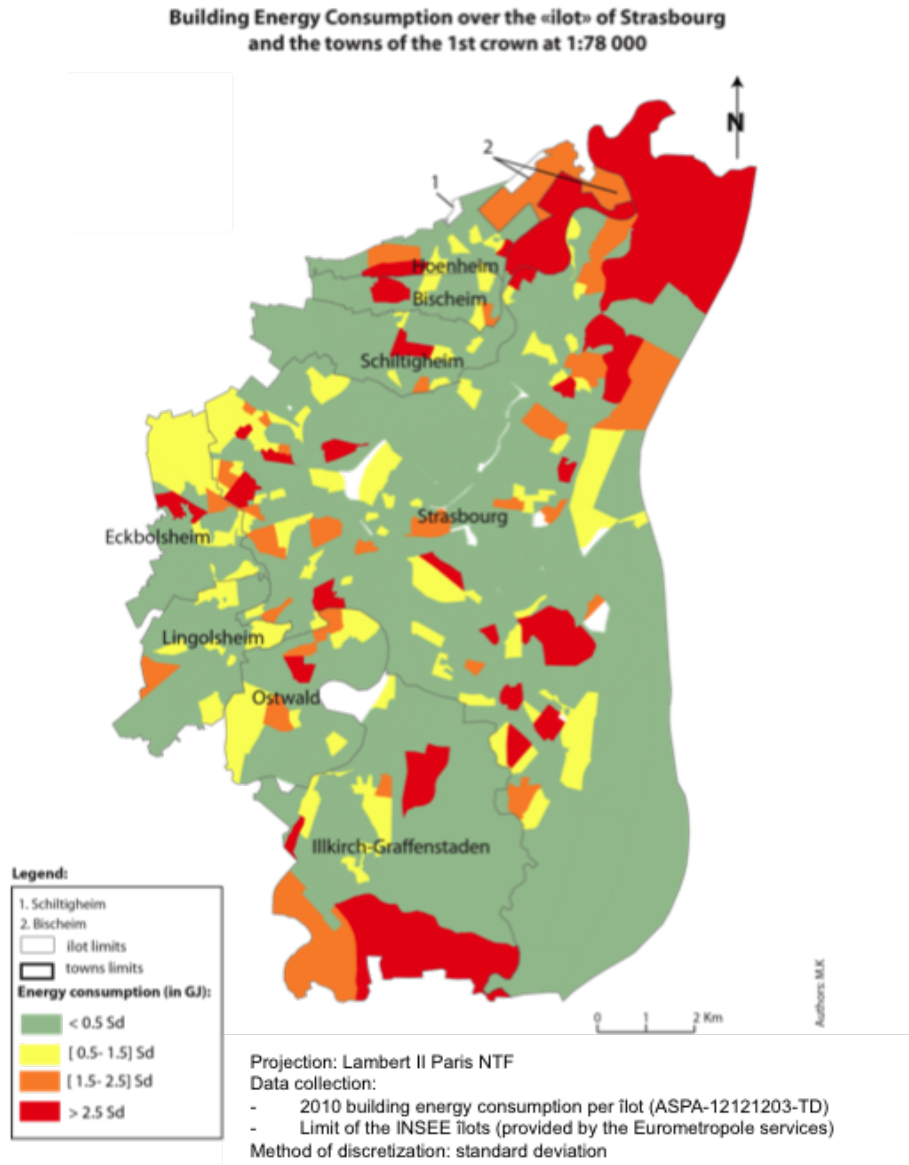 Building Energy Consumption over the «ilot» of Strasbourg
and the towns of the 1st crown at 1:78 000
N
2
1
Hoenheim
Bischeim
Schiltigheim
Strasbourg
Eckbolsheim
Lingolsheim
Ostwald
Illkirch-Graffenstaden
Legend:
1. Schiltigheim
2. Bischeim
ilot limits
towns limits
Energy consumption (in GJ):
< 0.5 Sd
[ 0.5- 1.5] Sd
[ 1.5- 2.5] Sd
> 2.5 Sd
0 1 2 Km
Authors: M.K
Projection: Lambert II Paris NTF
Data collection:
- 2010 building energy consumption per îlot (ASPA-12121203-TD)
- Limit of the INSEE îlots (provided by the Eurometropole services)
Method of discretization: standard deviation